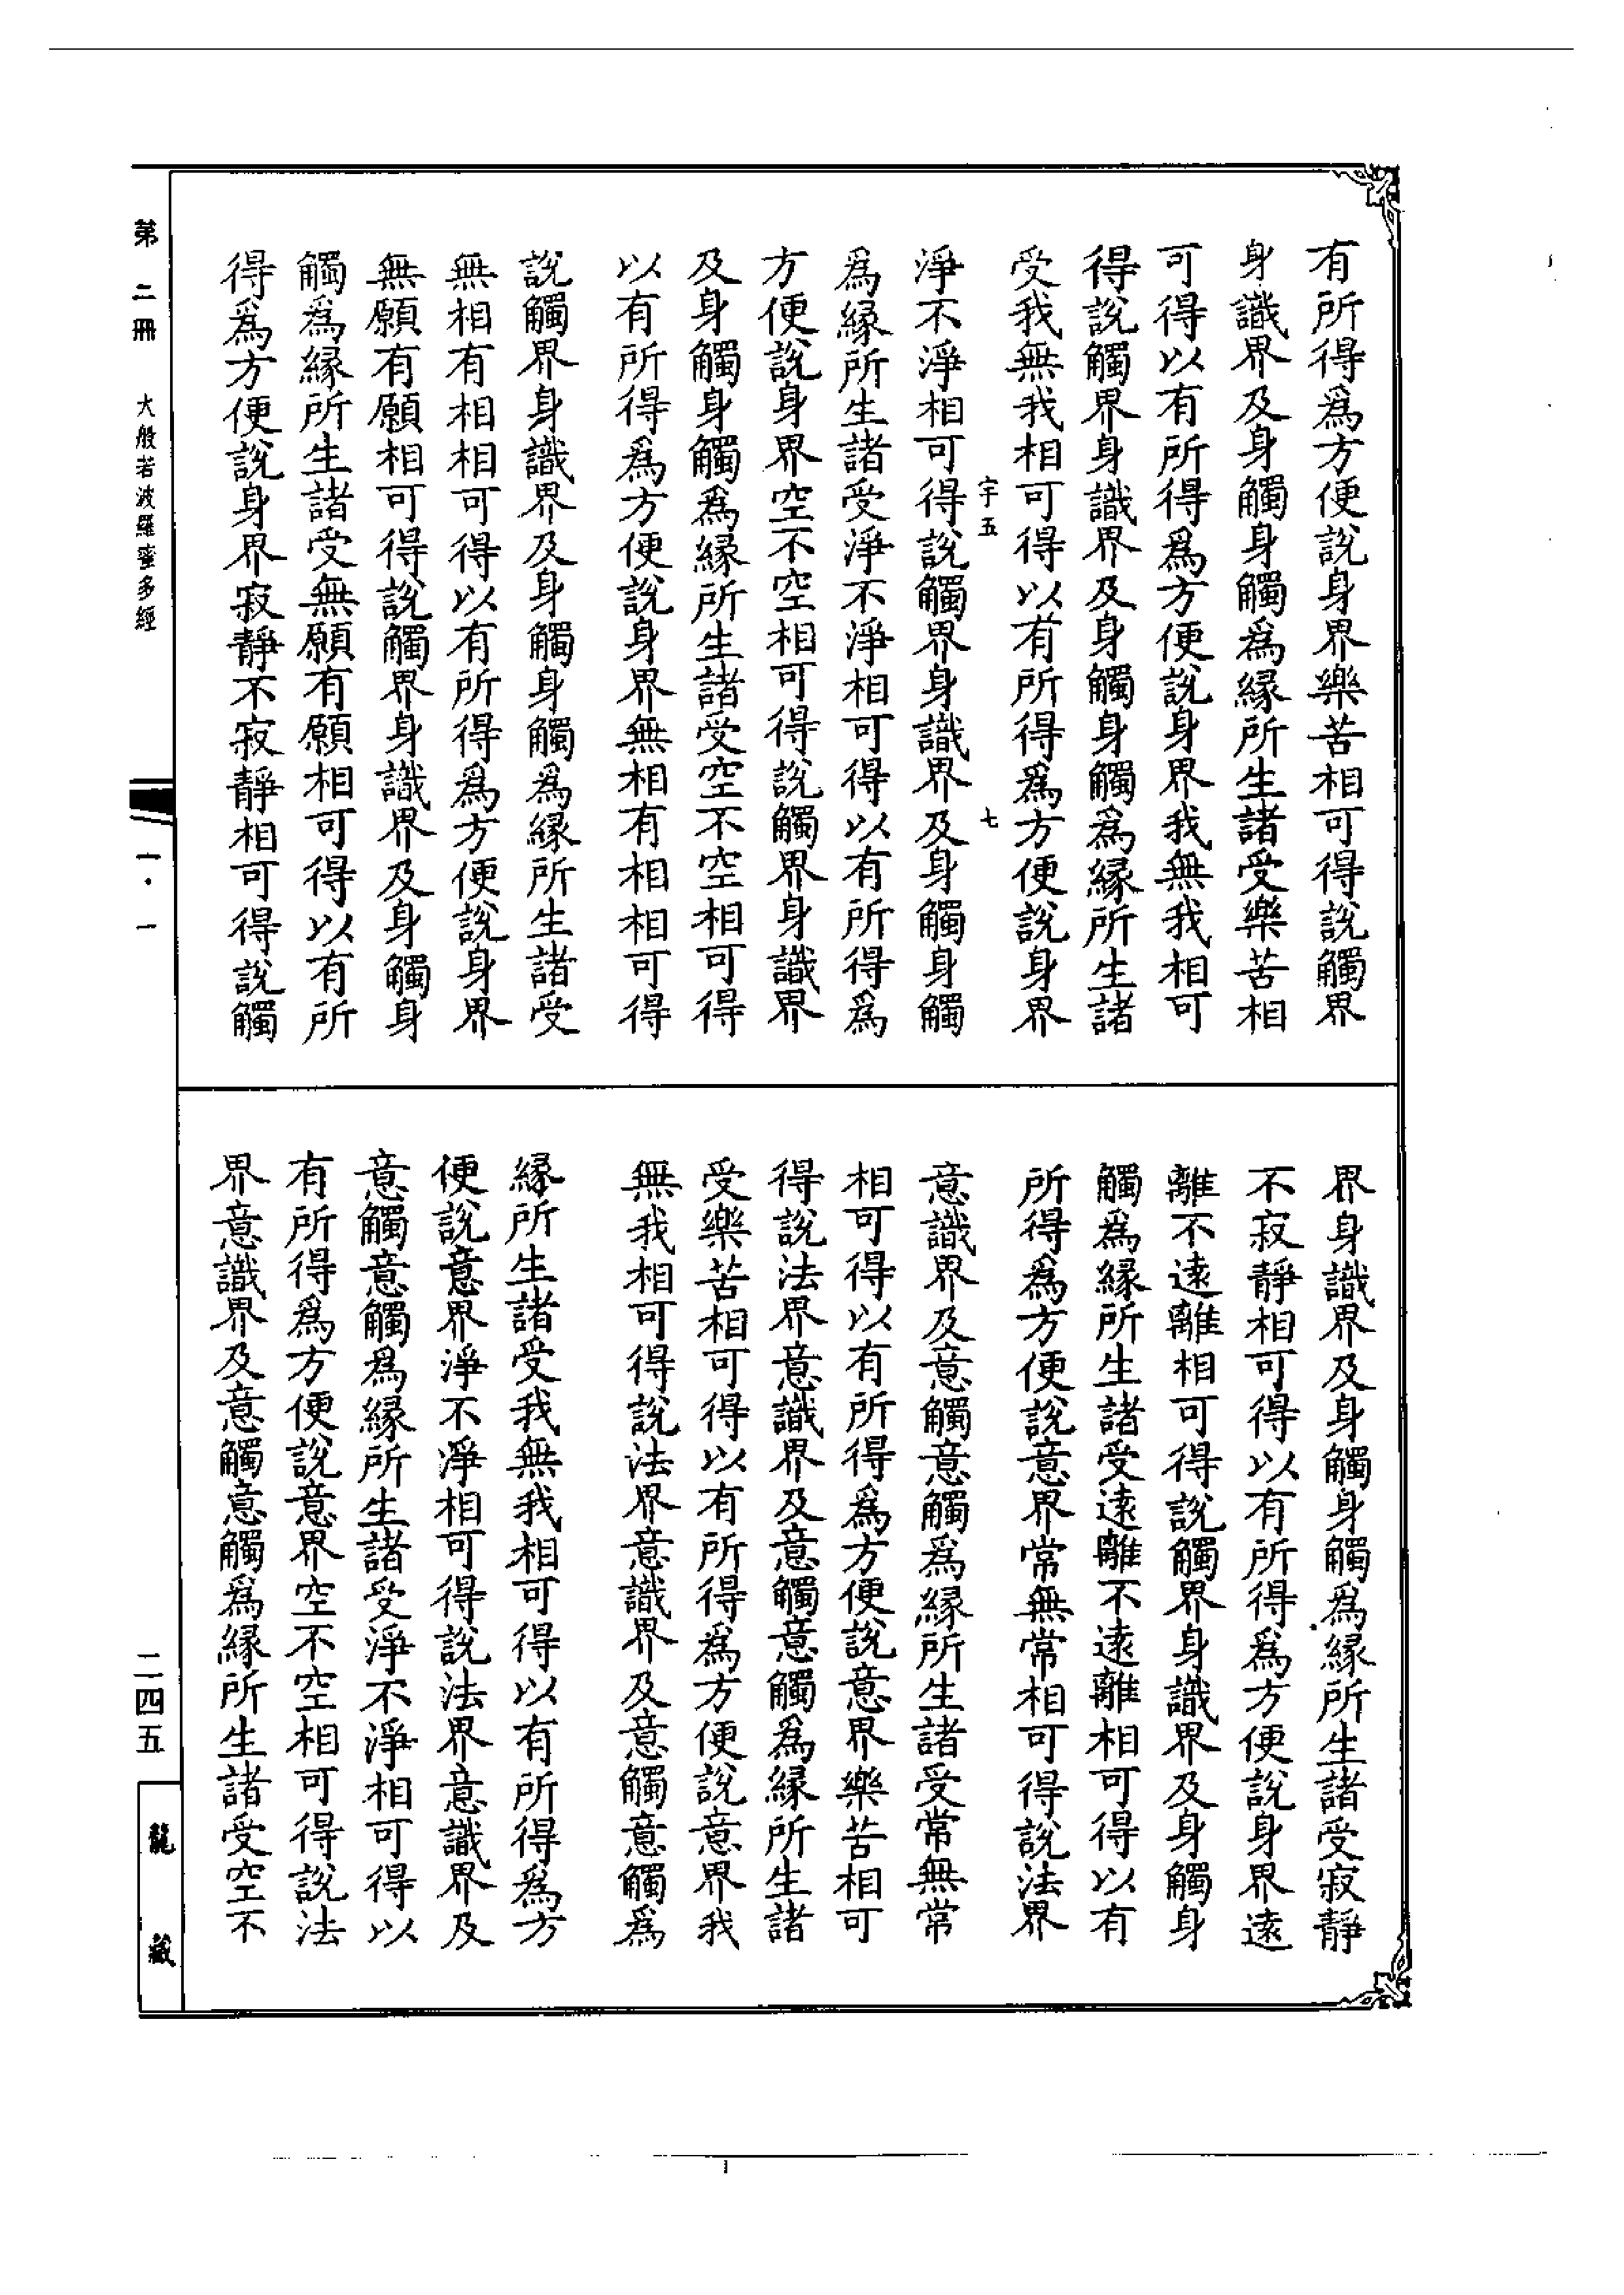 有所得爲方便說身界樂苦相可得說觸界
身識界及身觸身觸爲緣所生諸受樂苦相
可得以有所得爲方便說身界我無我相可
得說觸界身識界及身觸身觸爲緣所生諸
受我無我相可得以有所得爲方便說身界
宇五 七
淨不淨相可得說觸界身識界及身觸身觸
爲緣所生諸受淨不淨相可得以有所得爲
方便說身界空不空相可得說觸界身識界
及身觸身觸爲緣所生諸受空不空相可得
以有所得爲方便說身界無相有相相可得
說觸界身識界及身觸身觸爲緣所生諸受
無相有相相可得以有所得爲方便說身界
無願有願相可得說觸界身識界及身觸身
觸爲緣所生諸受無願有願相可得以有所
得爲方便說身界寂靜不寂靜相可得說觸
界身識界及身觸身觸爲緣所生諸受寂靜
不寂靜相可得以有所得爲方便說身界遠
離不遠離相可得說觸界身識界及身觸身
觸爲緣所生諸受遠離不遠離相可得以有
所得爲方便說意界常無常相可得說法界
意識界及意觸意觸爲緣所生諸受常無常
相可得以有所得爲方便說意界樂苦相可
得說法界意識界及意觸意觸爲緣所生諸
受樂苦相可得以有所得爲方便說意界我
無我相可得說法界意識界及意觸意觸爲
緣所生諸受我無我相可得以有所得爲方
便說意界淨不淨相可得說法界意識界及
意觸意觸爲緣所生諸受淨不淨相可得以
有所得爲方便說意界空不空相可得說法
界意識界及意觸意觸爲緣所生諸受空不
第二冊 大般若波羅蜜多經 一·一 二四五 龍藏